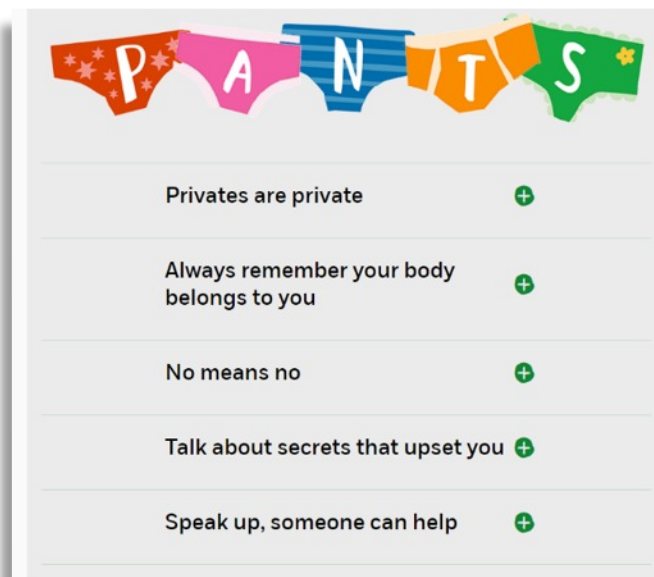 PANTS
Privates are private
Always remember your body
belongs to you
No means no
Talk about secrets that upset you
Speak up, someone can help